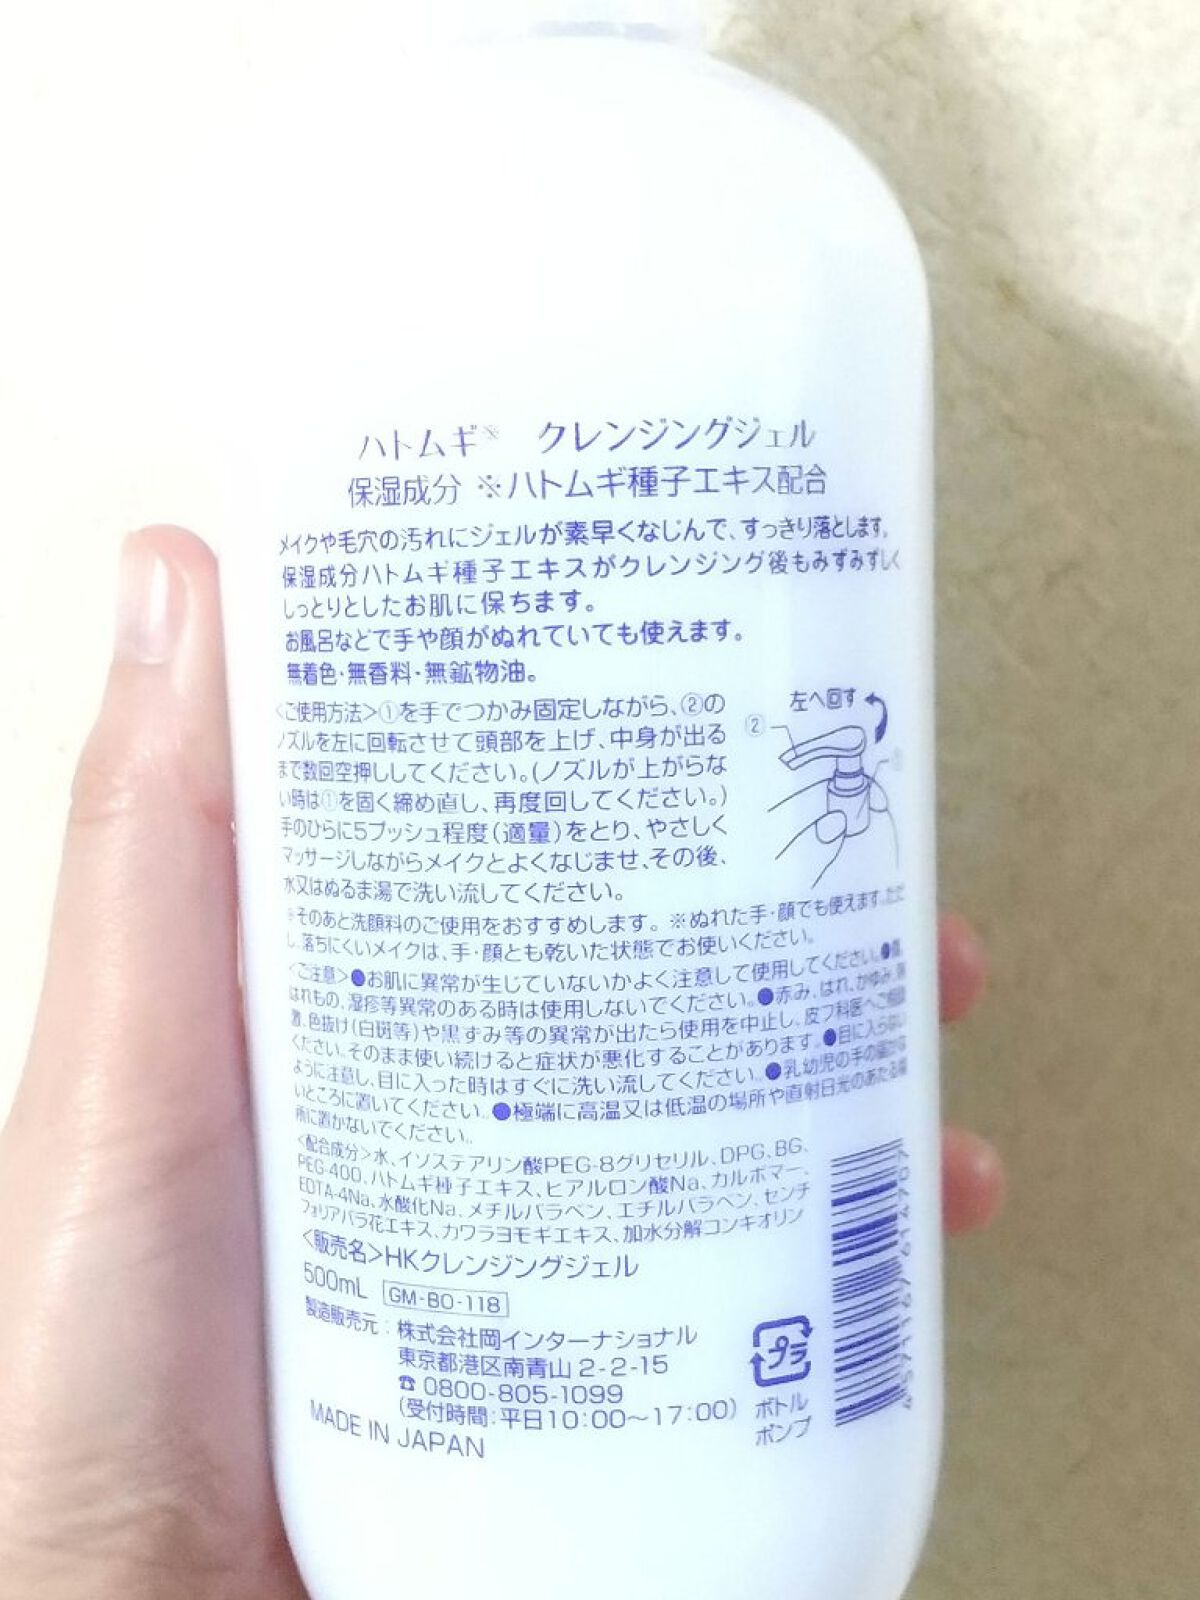 ハトムギ※ クレンジングジェル
保湿成分 ※ハトムギ種子エキス配合
メイクや毛穴の汚れにジェルが素早くなじんで、すっきり落とします。
保湿成分ハトムギ種子エキスがクレンジング後もみずみずしく
しっとりとしたお肌に保ちます。
お風呂などで手や顔がぬれていても使えます。
無着色・無香料・無鉱物油。
<ご使用方法>①を手でつかみ固定しながら、②の
ノズルを左に回転させて頭部を上げ、中身が出る
まで数回空押ししてください。(ノズルが上がらな
い時は①を固く締め直し、再度回してください。)
手のひらに5プッシュ程度(適量)をとり、やさしく
マッサージしながらメイクとよくなじませ、その後、
水又はぬるま湯で洗い流してください。
左へ回す
②
①
※そのあと洗顔料のご使用をおすすめします。※ぬれた手・顔でも使えます。ただ
し、落ちにくいメイクは、手・顔とも乾いた状態でお使いください。
<ご注意>●お肌に異常が生じていないかよく注意して使用してください。●
はれもの、湿疹等異常のある時は使用しないでください。●赤み、はれ、かゆみ、刺
激、色抜け(白斑等)や黒ずみ等の異常が出たら使用を中止し、皮フ科医へご相談
ください。そのまま使い続けると症状が悪化することがあります。●目に入らない
ように注意し、目に入った時はすぐに洗い流してください。●乳幼児の手の届かな
いところに置いてください。●極端に高温又は低温の場所や直射日光のあたる場
所に置かないでください。
<配合成分>水、イソステアリン酸PEG-8グリセリル、DPG、BG、
PEG-400、ハトムギ種子エキス、ヒアルロン酸Na、カルボマー、
EDTA-4Na、水酸化Na、メチルパラベン、エチルパラベン、センチ
フォリアバラ花エキス、カワラヨモギエキス、加水分解コンキオリン
<販売名>HKクレンジングジェル
500mL GM-BO-118
製造販売元:株式会社岡インターナショナル
東京都港区南青山2-2-15
☎0800-805-1099
(受付時間:平日10:00～17:00)
MADE IN JAPAN
プラ
ボトル
ポンプ